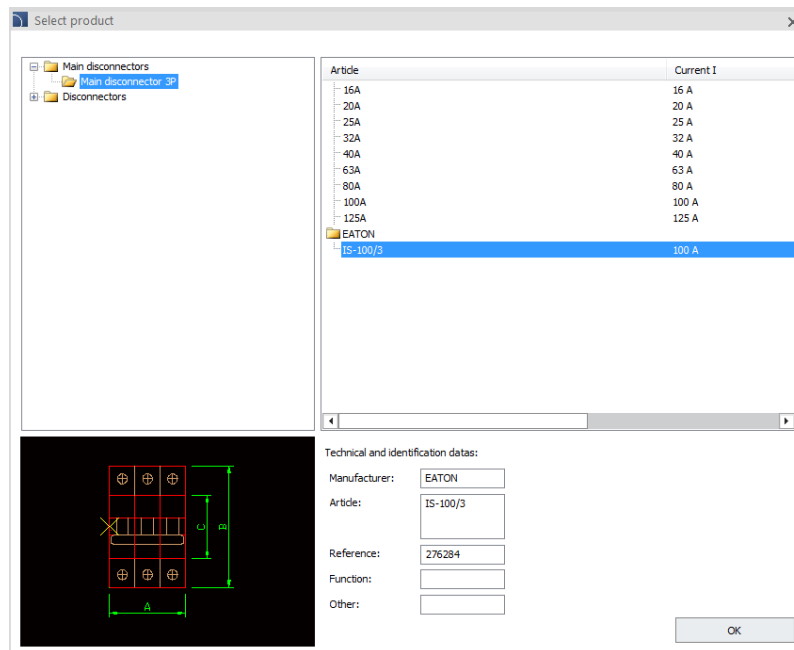 Select product
Main disconnectors
Main disconnector 3P
Disconnectors
Article Current I
16A 16 A
20A 20 A
25A 25 A
32A 32 A
40A 40 A
63A 63 A
80A 80 A
100A 100 A
125A 125 A
EATON
IS-100/3 100 A
C
B
A
Technical and identification datas:
Manufacturer: EATON
Article: IS-100/3
Reference: 276284
Function:
Other:
OK